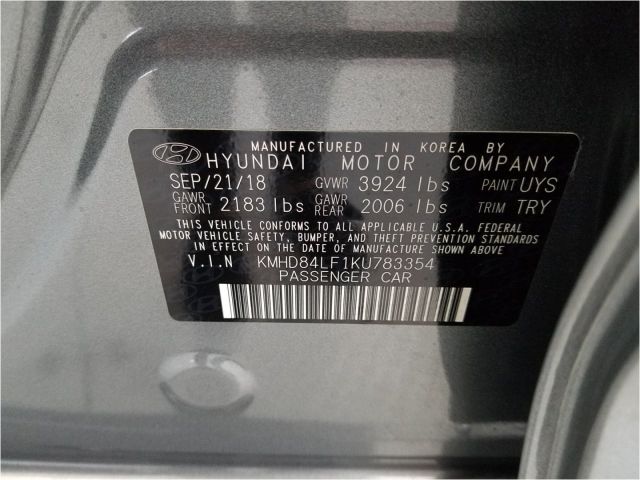 MANUFACTURED IN KOREA BY
HYUNDAI MOTOR COMPANY
SEP/21/18 GVWR 3924 lbs PAINT UYS
GAWR FRONT 2183 lbs GAWR REAR 2006 lbs TRIM TRY
THIS VEHICLE CONFORMS TO ALL APPLICABLE U.S.A. FEDERAL
MOTOR VEHICLE SAFETY, BUMPER, AND THEFT PREVENTION STANDARDS
IN EFFECT ON THE DATE OF MANUFACTURE SHOWN ABOVE
V.I.N KMHD84LF1KU783354
PASSENGER CAR